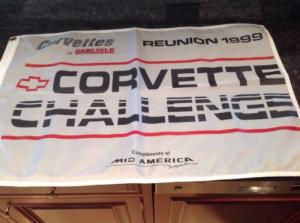 Corvettes REUNION 1999
at CARLISLE
CORVETTE
CHALLENGE
Compliments of
MID AMERICA